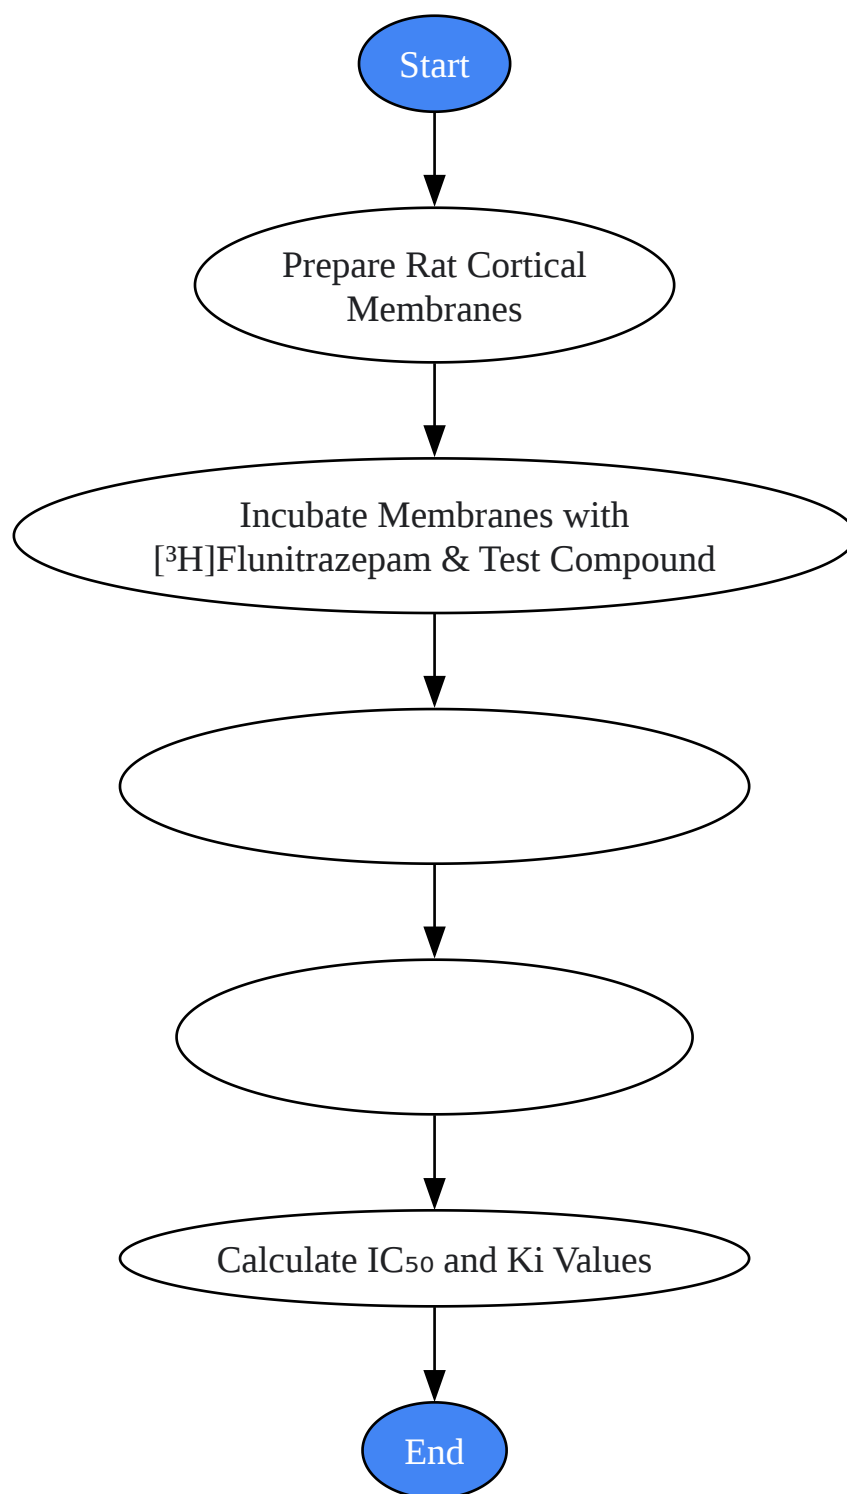 Start
Prepare Rat Cortical
Membranes
Incubate Membranes with
[³H]Flunitrazepam & Test Compound
Calculate IC₅₀ and Ki Values
End